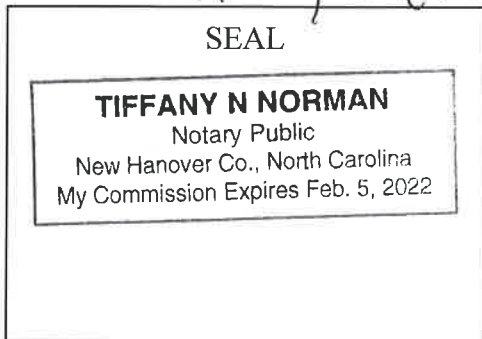 SEAL
TIFFANY N NORMAN
Notary Public
New Hanover Co., North Carolina
My Commission Expires Feb. 5, 2022